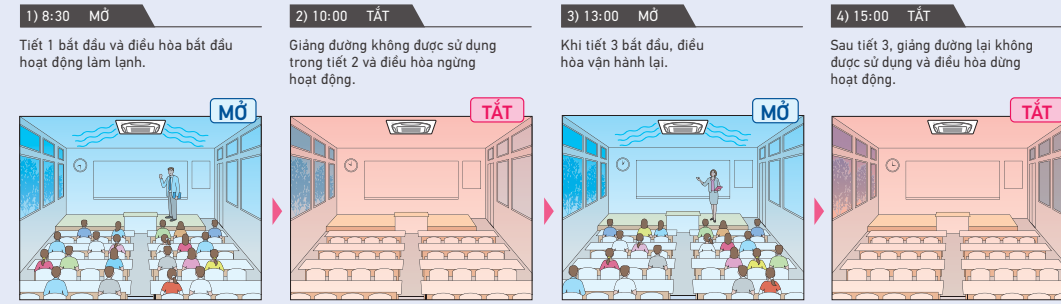 1) 8:30 MỞ
Tiết 1 bắt đầu và điều hòa bắt đầu
hoạt động làm lạnh.
MỞ
2) 10:00 TẮT
Giảng đường không được sử dụng
trong tiết 2 và điều hòa ngừng
hoạt động.
TẮT
3) 13:00 MỞ
Khi tiết 3 bắt đầu, điều
hòa vận hành lại.
MỞ
4) 15:00 TẮT
Sau tiết 3, giảng đường lại không
được sử dụng và điều hòa dừng
hoạt động.
TẮT